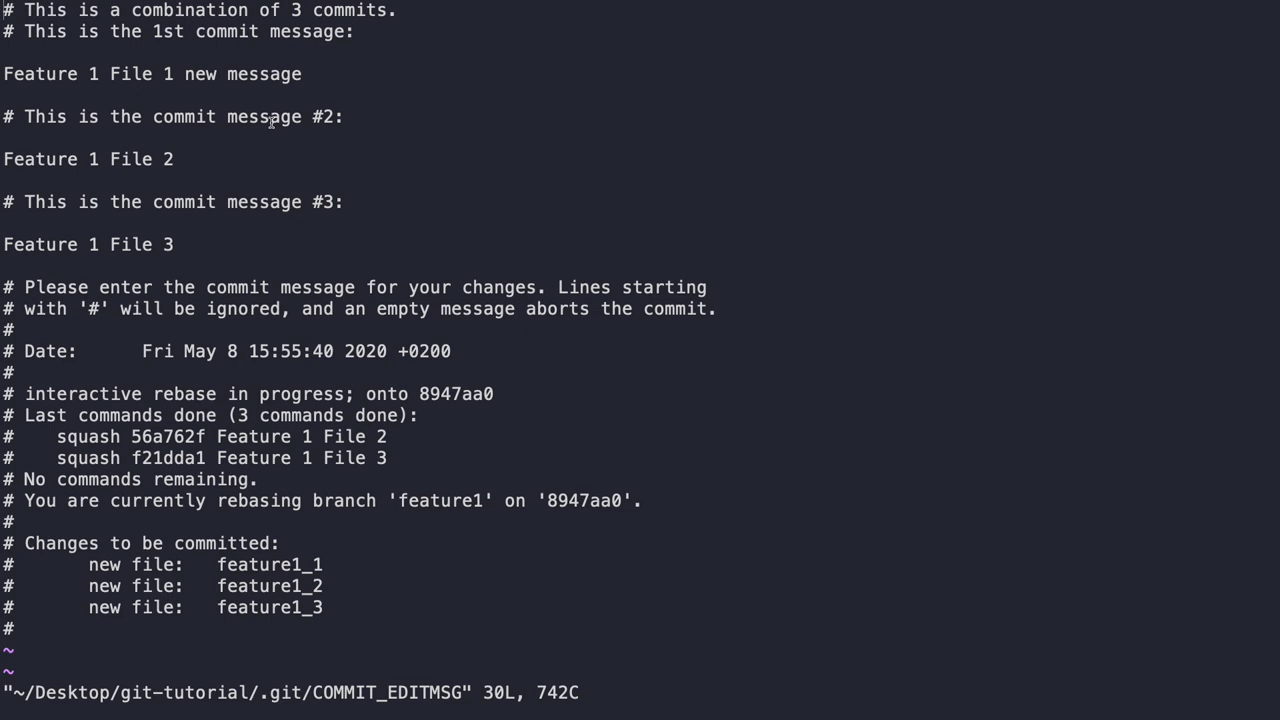 # This is a combination of 3 commits.
# This is the 1st commit message:
Feature 1 File 1 new message
# This is the commit message #2:
Feature 1 File 2
# This is the commit message #3:
Feature 1 File 3
# Please enter the commit message for your changes. Lines starting
# with '#' will be ignored, and an empty message aborts the commit.
#
# Date:      Fri May 8 15:55:40 2020 +0200
#
# interactive rebase in progress; onto 8947aa0
# Last commands done (3 commands done):
#    squash 56a762f Feature 1 File 2
#    squash f21dda1 Feature 1 File 3
# No commands remaining.
# You are currently rebasing branch 'feature1' on '8947aa0'.
#
# Changes to be committed:
#       new file:   feature1_1
#       new file:   feature1_2
#       new file:   feature1_3
#
~
~
"~/Desktop/git-tutorial/.git/COMMIT_EDITMSG" 30L, 742C